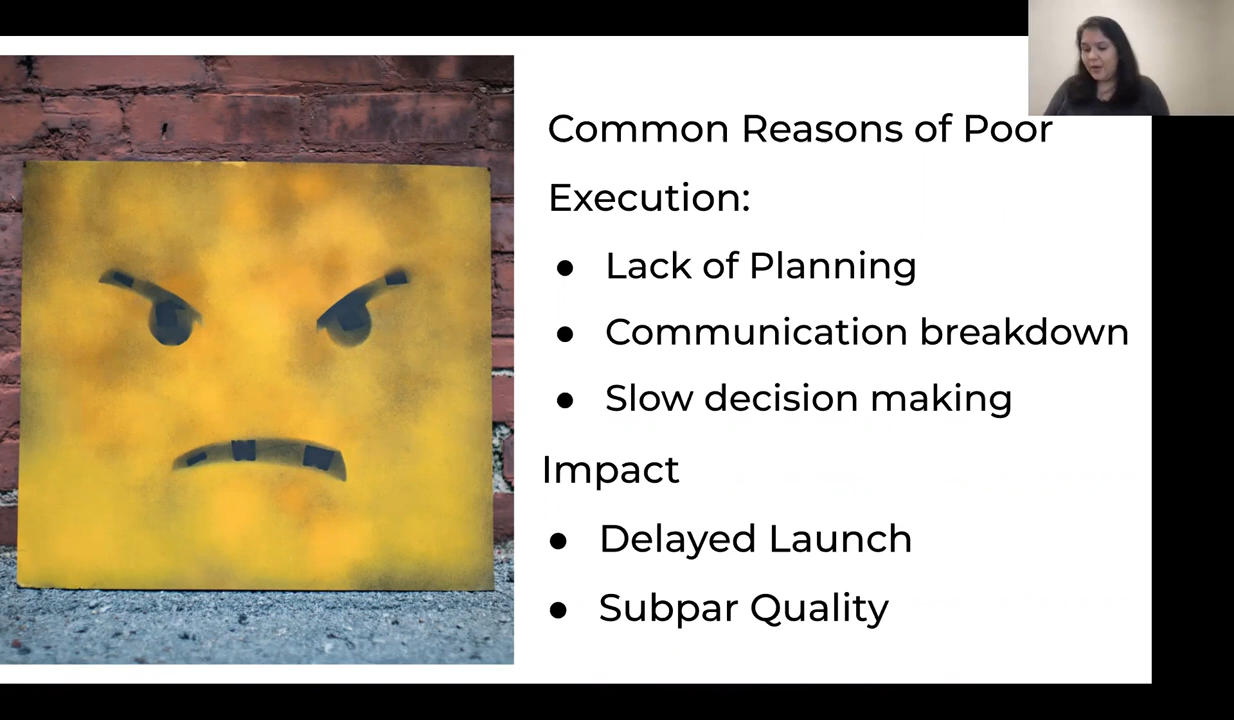 Common Reasons of Poor
Execution:
● Lack of Planning
● Communication breakdown
● Slow decision making
Impact
● Delayed Launch
● Subpar Quality